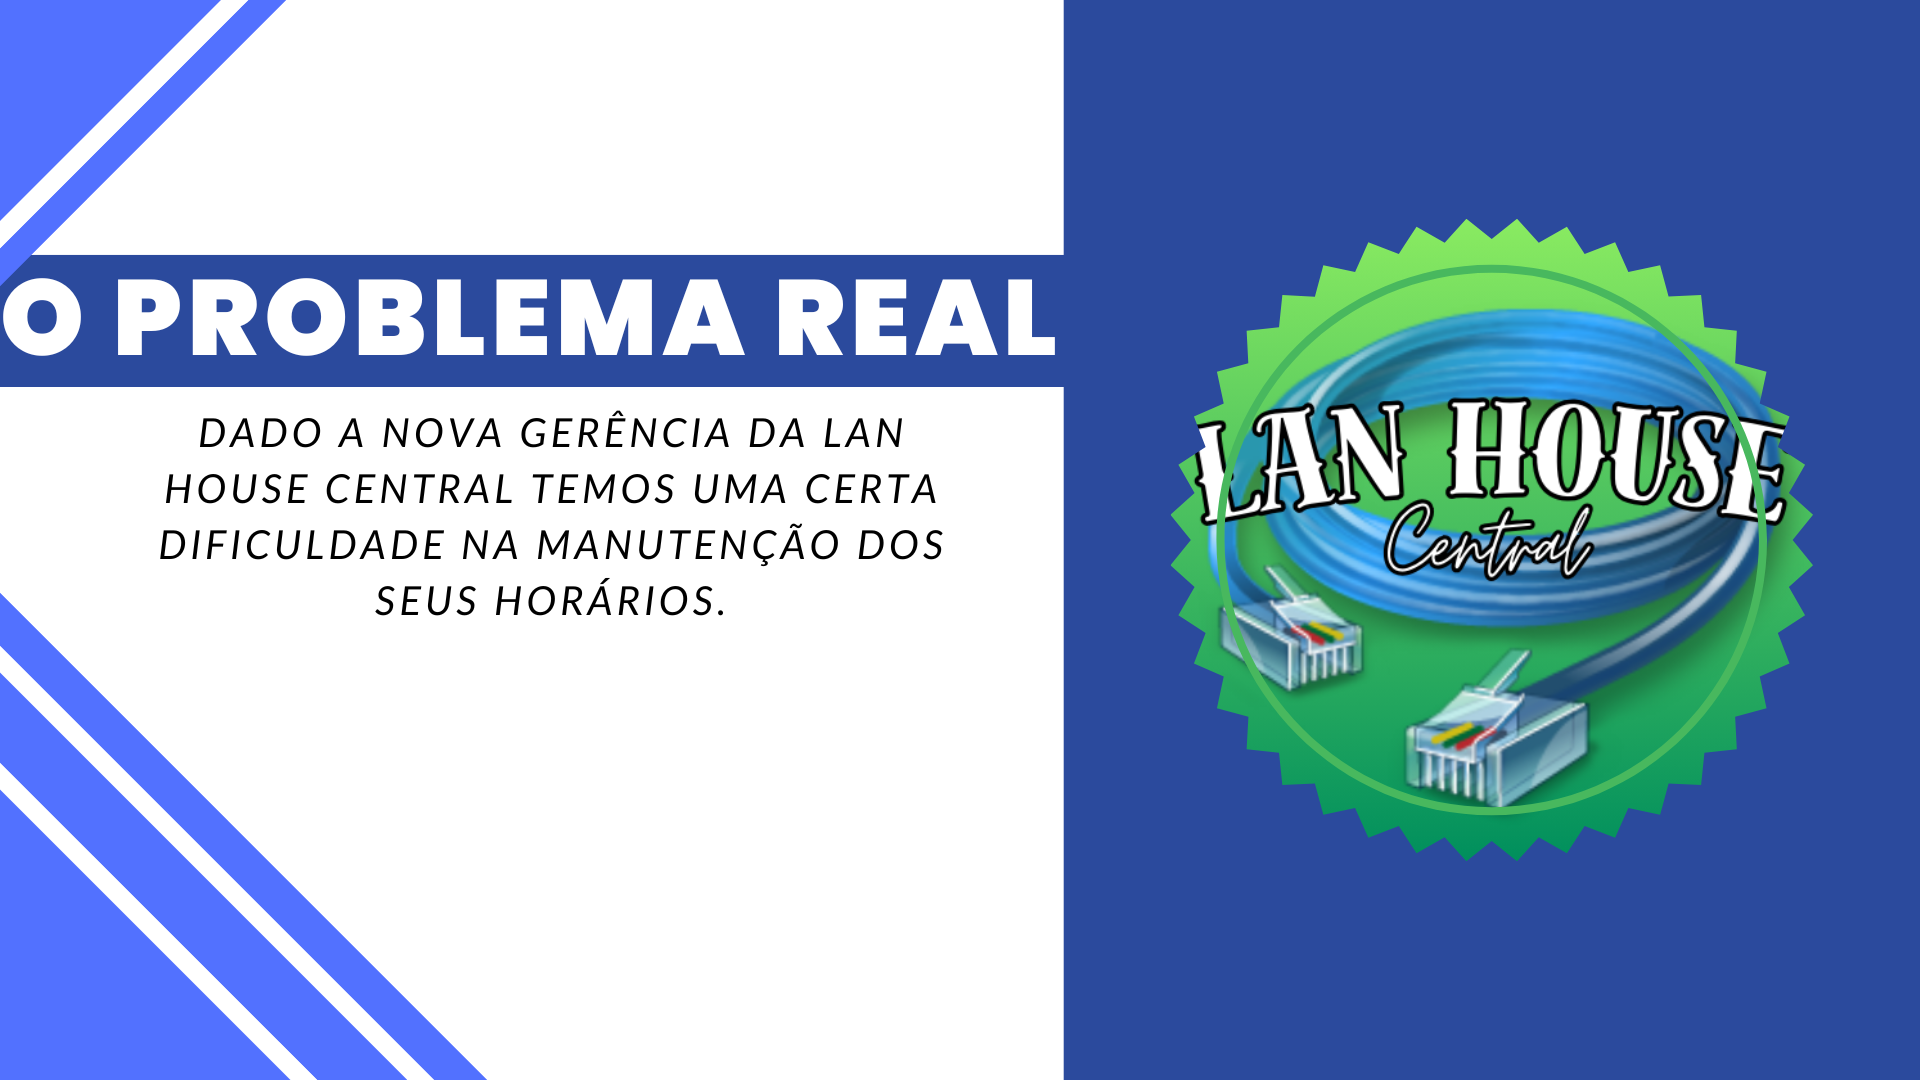 O PROBLEMA REAL
DADO A NOVA GERÊNCIA DA LAN
HOUSE CENTRAL TEMOS UMA CERTA
DIFICULDADE NA MANUTENÇÃO DOS
SEUS HORÁRIOS.
LAN HOUSE
Central